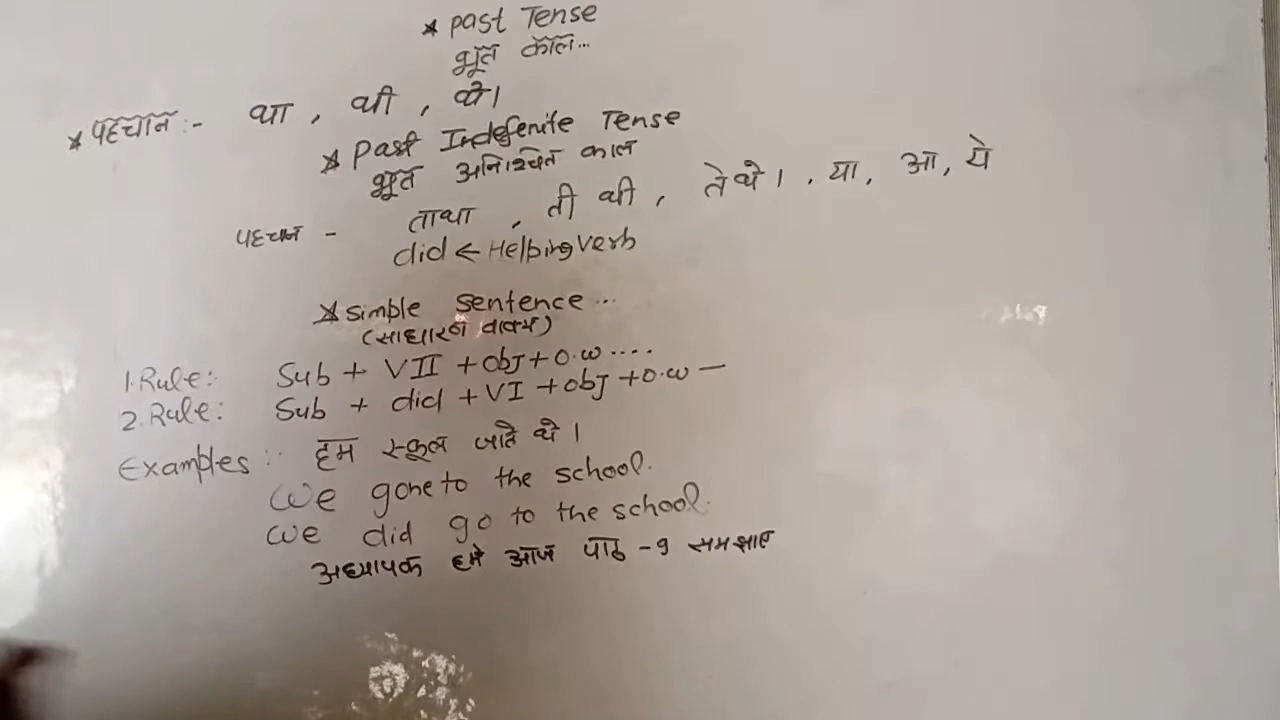 * Past Tense
भूत काल...
* पहचान :- था , थी , थे।
* Past Indefenite Tense
भूत अनिश्चित काल
पहचान - ताथा , ती थी , ते थे। , या, आ, ये
did ← Helping verb
* Simple Sentence...
(साधारण वाक्य)
1. Rule: Sub + VII + obj + o.w ....
2. Rule: Sub + did + VI + obj + o.w —
Examples :- हम स्कूल जाते थे।
We gone to the school.
We did go to the school.
अध्यापक हमे आज पाठ -9 समझाए